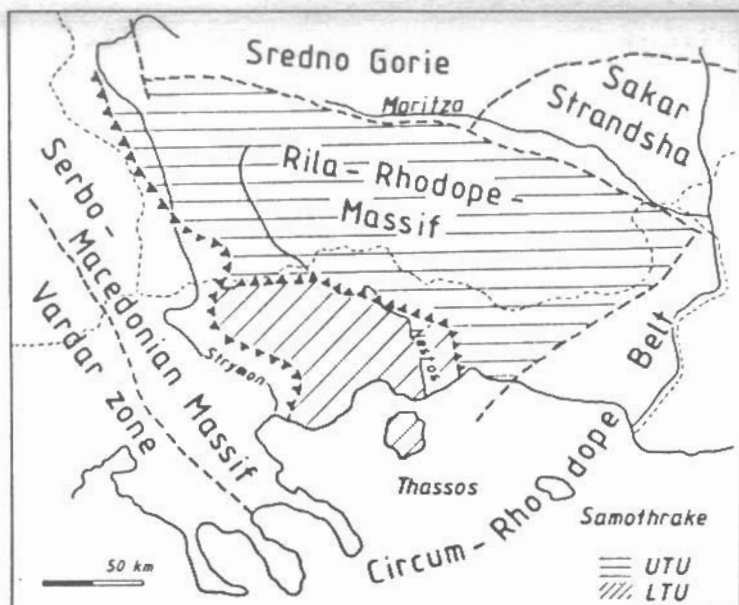 Sredno Gorie
Sakar
Strandsha
Maritza
Rila-Rhodope-
Massif
Serbo-
Macedonian Massif
Vardar zone
Strymon
Nestos
Belt
Thassos
Circum-Rhodope
Samothrake
50 km
UTU
LTU